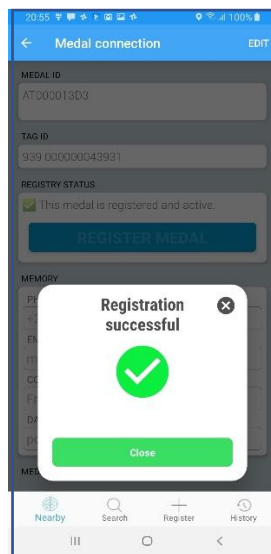 20:55 100%
Medal connection EDIT
MEDAL ID
AT000013D3
TAG ID
939 000000043931
REGISTRY STATUS
This medal is registered and active.
REGISTER MEDAL
MEMORY
Registration
successful
Close
Nearby Search Register History